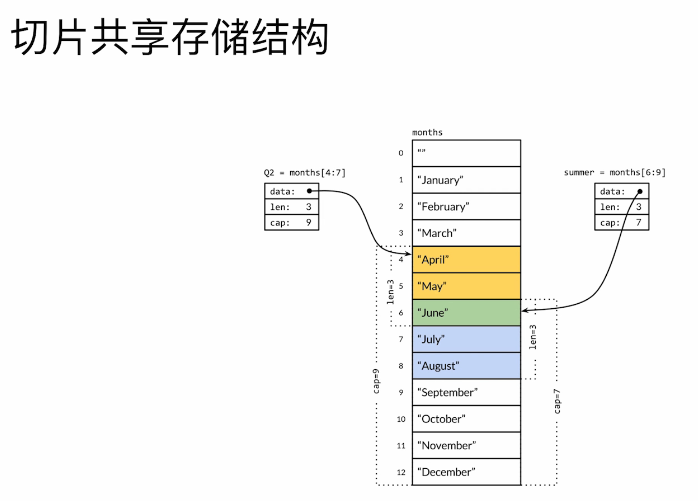 切片共享存储结构
months
Q2 = months[4:7]
data:
len: 3
cap: 9
summer = months[6:9]
data:
len: 3
cap: 7
0 ""
1 “January”
2 “February”
3 “March”
4 “April”
5 “May”
6 “June”
7 “July”
8 “August“
9 “September”
10 “October”
11 “November”
12 “December”
len=3
cap=9
len=3
cap=7